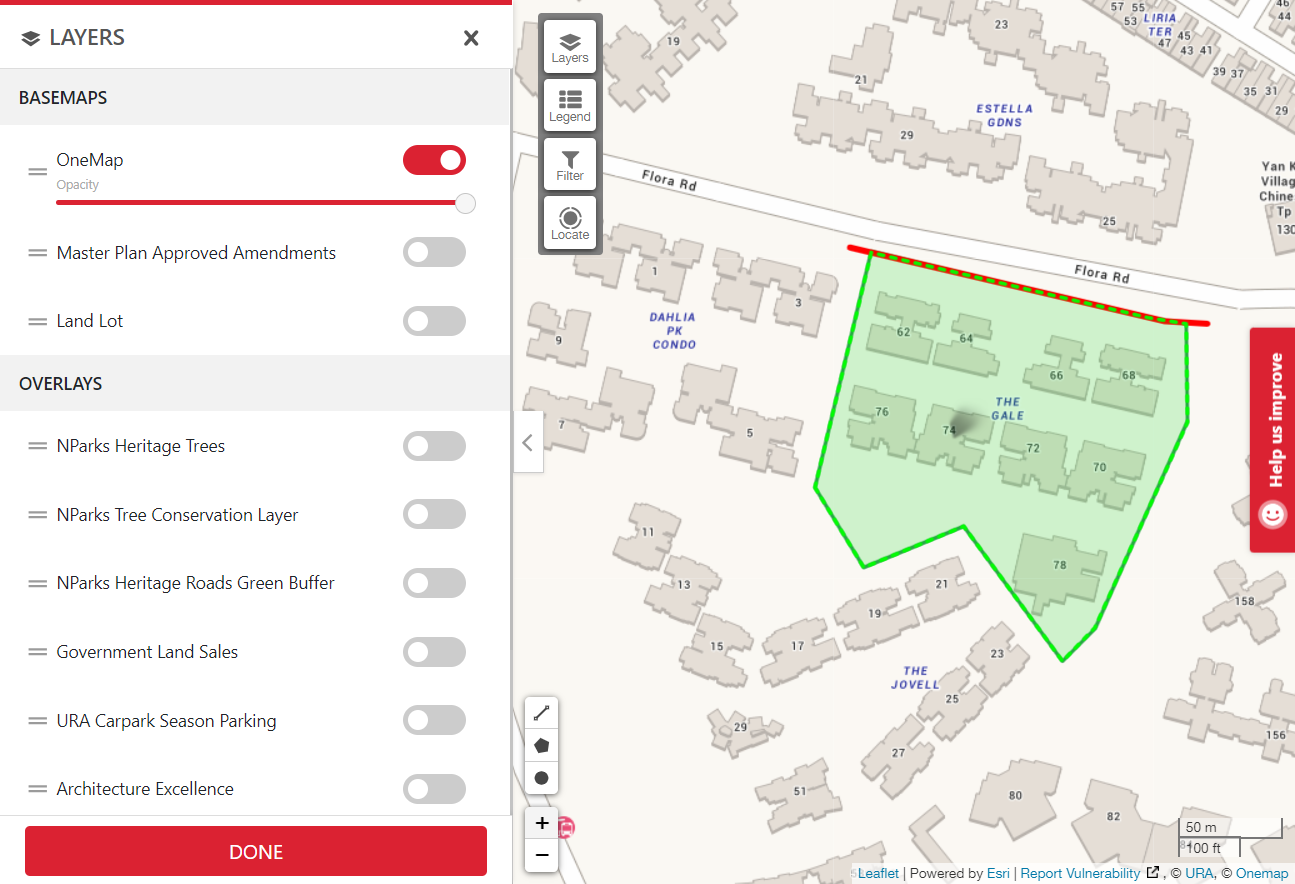 LAYERS
BASEMAPS
OneMap
Opacity
Master Plan Approved Amendments
Land Lot
OVERLAYS
NParks Heritage Trees
NParks Tree Conservation Layer
NParks Heritage Roads Green Buffer
Government Land Sales
URA Carpark Season Parking
Architecture Excellence
DONE
Layers
Legend
Filter
Locate
19
23
21
29
25
ESTELLA
GDNS
57
55
53
LIRIA
TER
47
45
43
41
39
37
35
31
29
46
44
Yan K
Villag
Chine
Tp
130
Flora Rd
Flora Rd
1
3
9
7
5
DAHLIA
PK
CONDO
62
64
66
68
76
74
72
70
78
THE
GALE
11
13
15
17
19
21
23
25
27
29
51
THE
JOVELL
80
82
158
156
Help us improve
+
−
50 m
100 ft
Leaflet | Powered by Esri | Report Vulnerability , © URA, © Onemap